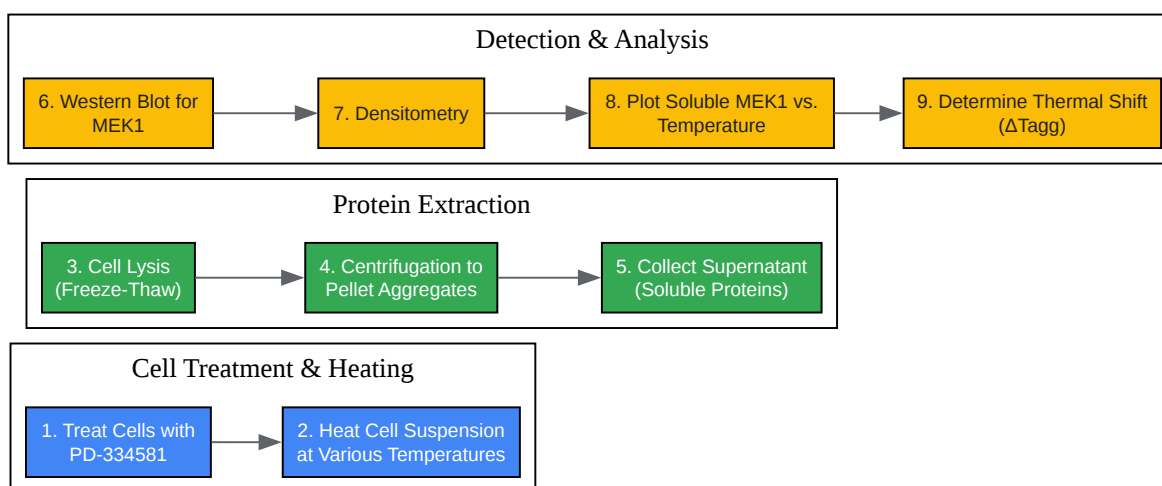 Detection & Analysis
6. Western Blot for
MEK1
7. Densitometry
8. Plot Soluble MEK1 vs.
Temperature
9. Determine Thermal Shift
(ΔTagg)
Protein Extraction
3. Cell Lysis
(Freeze-Thaw)
4. Centrifugation to
Pellet Aggregates
5. Collect Supernatant
(Soluble Proteins)
Cell Treatment & Heating
1. Treat Cells with
PD-334581
2. Heat Cell Suspension
at Various Temperatures